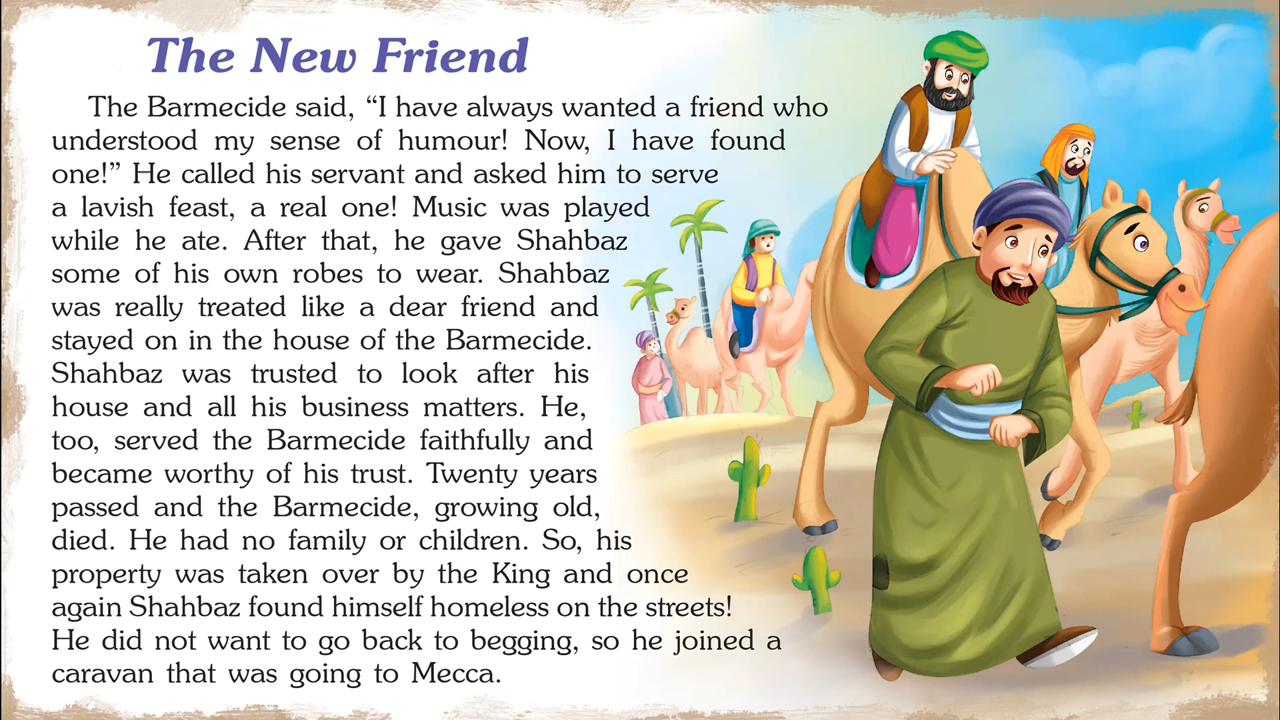 The New Friend
The Barmecide said, “I have always wanted a friend who
understood my sense of humour! Now, I have found
one!” He called his servant and asked him to serve
a lavish feast, a real one! Music was played
while he ate. After that, he gave Shahbaz
some of his own robes to wear. Shahbaz
was really treated like a dear friend and
stayed on in the house of the Barmecide.
Shahbaz was trusted to look after his
house and all his business matters. He,
too, served the Barmecide faithfully and
became worthy of his trust. Twenty years
passed and the Barmecide, growing old,
died. He had no family or children. So, his
property was taken over by the King and once
again Shahbaz found himself homeless on the streets!
He did not want to go back to begging, so he joined a
caravan that was going to Mecca.